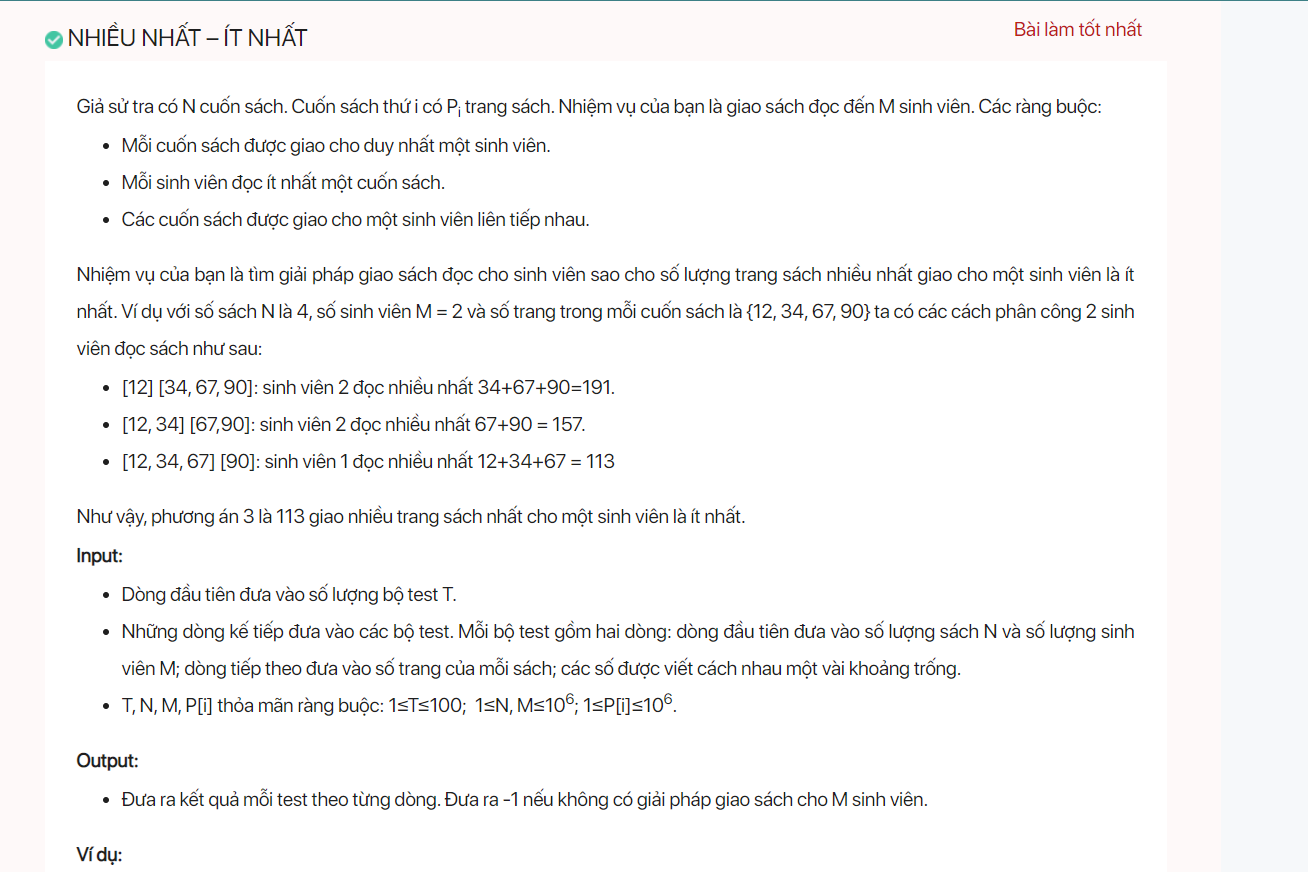 NHIỀU NHẤT – ÍT NHẤT
Bài làm tốt nhất
Giả sử tra có N cuốn sách. Cuốn sách thứ i có Pᵢ trang sách. Nhiệm vụ của bạn là giao sách đọc đến M sinh viên. Các ràng buộc:
• Mỗi cuốn sách được giao cho duy nhất một sinh viên.
• Mỗi sinh viên đọc ít nhất một cuốn sách.
• Các cuốn sách được giao cho một sinh viên liên tiếp nhau.
Nhiệm vụ của bạn là tìm giải pháp giao sách đọc cho sinh viên sao cho số lượng trang sách nhiều nhất giao cho một sinh viên là ít
nhất. Ví dụ với số sách N là 4, số sinh viên M = 2 và số trang trong mỗi cuốn sách là {12, 34, 67, 90} ta có các cách phân công 2 sinh
viên đọc sách như sau:
• [12] [34, 67, 90]: sinh viên 2 đọc nhiều nhất 34+67+90=191.
• [12, 34] [67,90]: sinh viên 2 đọc nhiều nhất 67+90 = 157.
• [12, 34, 67] [90]: sinh viên 1 đọc nhiều nhất 12+34+67 = 113
Như vậy, phương án 3 là 113 giao nhiều trang sách nhất cho một sinh viên là ít nhất.
Input:
• Dòng đầu tiên đưa vào số lượng bộ test T.
• Những dòng kế tiếp đưa vào các bộ test. Mỗi bộ test gồm hai dòng: dòng đầu tiên đưa vào số lượng sách N và số lượng sinh
viên M; dòng tiếp theo đưa vào số trang của mỗi sách; các số được viết cách nhau một vài khoảng trống.
• T, N, M, P[i] thỏa mãn ràng buộc: 1≤T≤100; 1≤N, M≤10⁶; 1≤P[i]≤10⁶.
Output:
• Đưa ra kết quả mỗi test theo từng dòng. Đưa ra -1 nếu không có giải pháp giao sách cho M sinh viên.
Ví dụ: